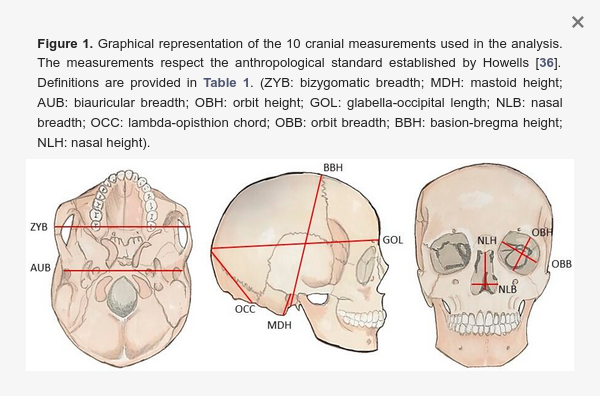 ×
Figure 1. Graphical representation of the 10 cranial measurements used in the analysis.
The measurements respect the anthropological standard established by Howells [36].
Definitions are provided in Table 1. (ZYB: bizygomatic breadth; MDH: mastoid height;
AUB: biauricular breadth; OBH: orbit height; GOL: glabella-occipital length; NLB: nasal
breadth; OCC: lambda-opisthion chord; OBB: orbit breadth; BBH: basion-bregma height;
NLH: nasal height).
BBH
ZYB
OBH
NLH
GOL
AUB
OBB
NLB
OCC
MDH